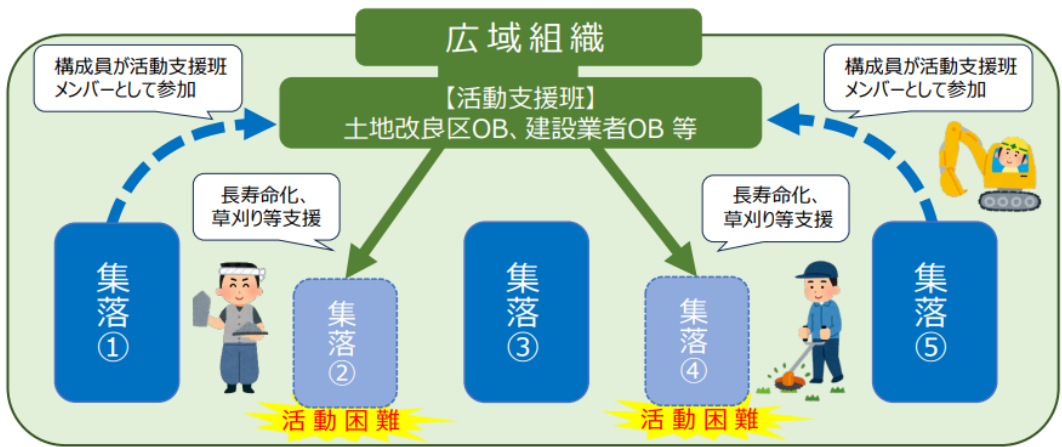 広域組織
【活動支援班】
土地改良区OB、建設業者OB 等
構成員が活動支援班
メンバーとして参加
構成員が活動支援班
メンバーとして参加
長寿命化、
草刈り等支援
長寿命化、
草刈り等支援
集落①
集落②
集落③
集落④
集落⑤
活動困難
活動困難